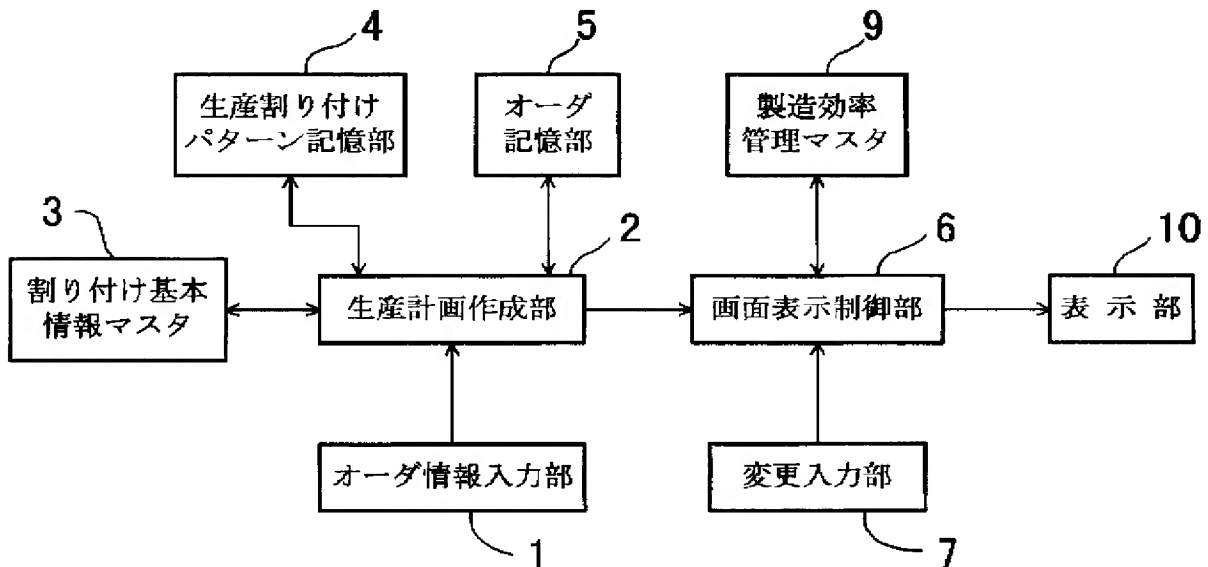 4
5
9
生産割り付け
パターン記憶部
オーダ
記憶部
製造効率
管理マスタ
3
2
6
10
割り付け基本
情報マスタ
生産計画作成部
画面表示制御部
表 示 部
オーダ情報入力部
変更入力部
1
7